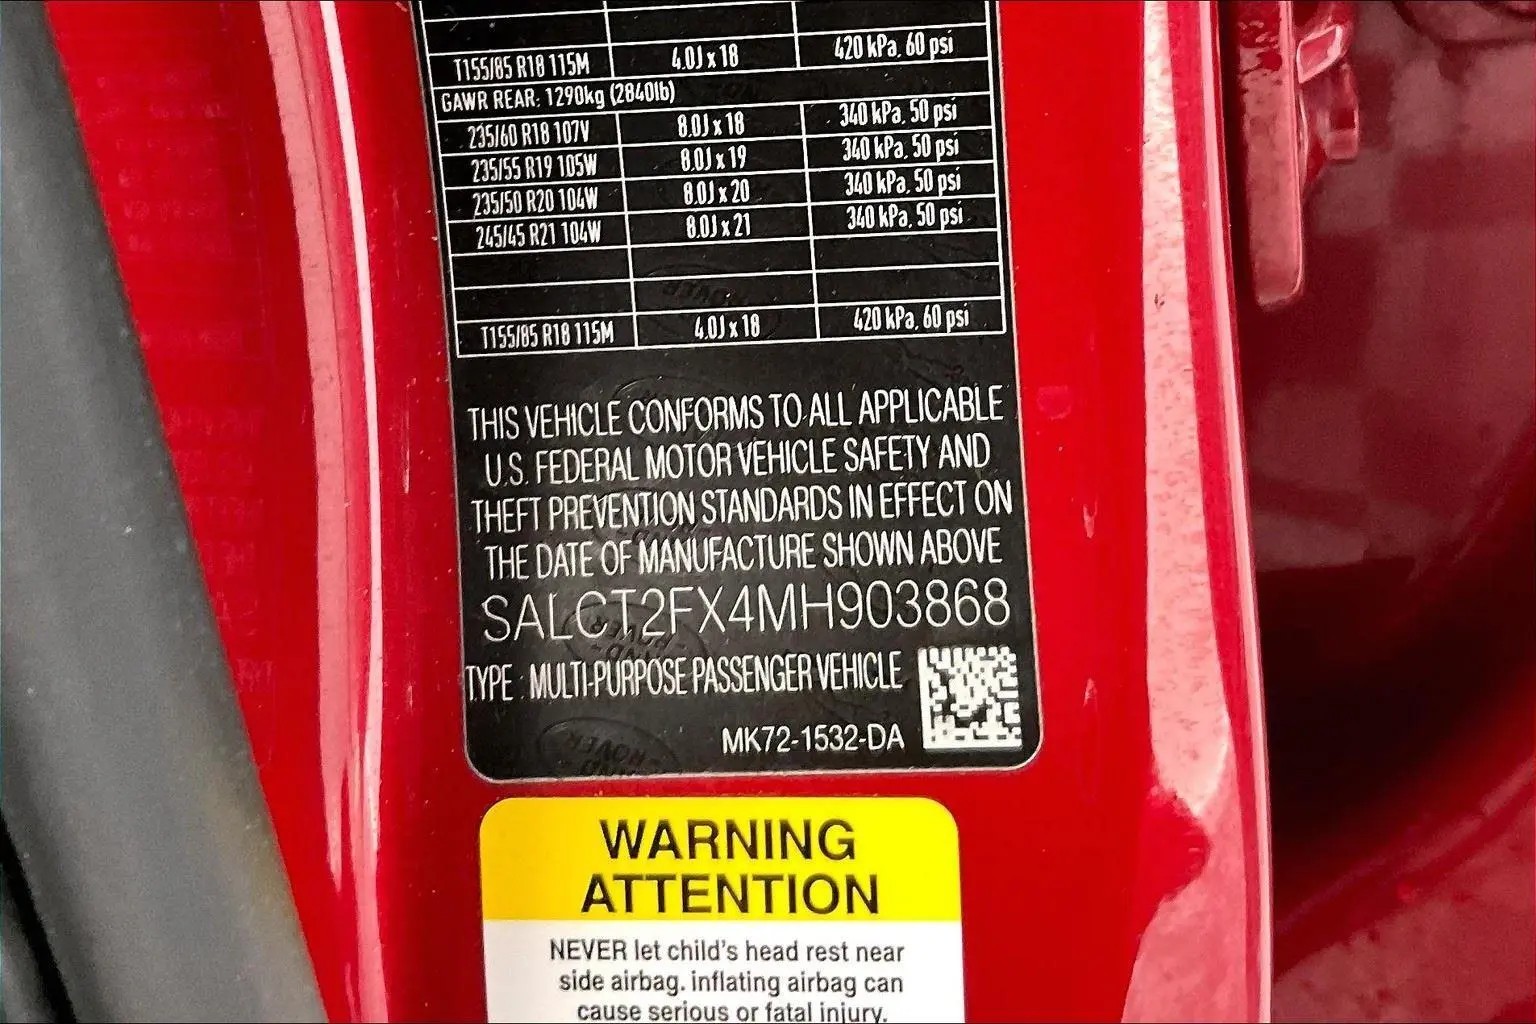 T155/85 R18 115M 4.0J x 18 420 kPa, 60 psi
GAWR REAR: 1290kg (2840lb)
235/60 R18 107V 8.0J x 18 340 kPa, 50 psi
235/55 R19 105W 8.0J x 19 340 kPa, 50 psi
235/50 R20 104W 8.0J x 20 340 kPa, 50 psi
245/45 R21 104W 8.0J x 21 340 kPa, 50 psi
T155/85 R18 115M 4.0J x 18 420 kPa, 60 psi
THIS VEHICLE CONFORMS TO ALL APPLICABLE
U.S. FEDERAL MOTOR VEHICLE SAFETY AND
THEFT PREVENTION STANDARDS IN EFFECT ON
THE DATE OF MANUFACTURE SHOWN ABOVE
SALCT2FX4MH903868
TYPE : MULTI-PURPOSE PASSENGER VEHICLE
MK72-1532-DA
WARNING
ATTENTION
NEVER let child's head rest near
side airbag. inflating airbag can
cause serious or fatal injury.